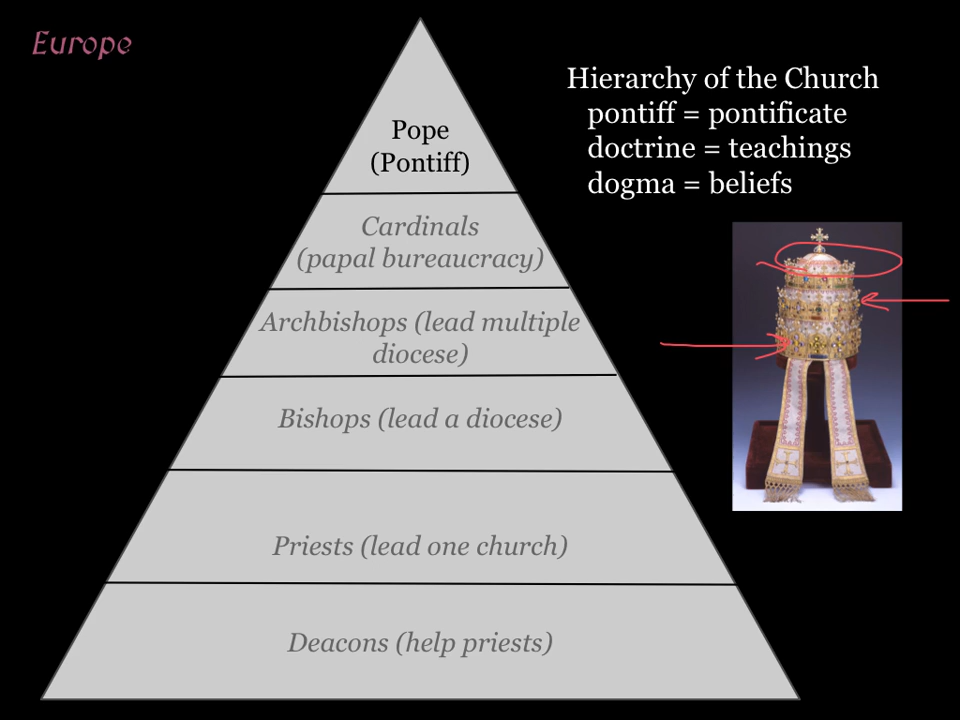 Europe
Hierarchy of the Church
pontiff = pontificate
doctrine = teachings
dogma = beliefs
Pope
(Pontiff)
Cardinals
(papal bureaucracy)
Archbishops (lead multiple
diocese)
Bishops (lead a diocese)
Priests (lead one church)
Deacons (help priests)